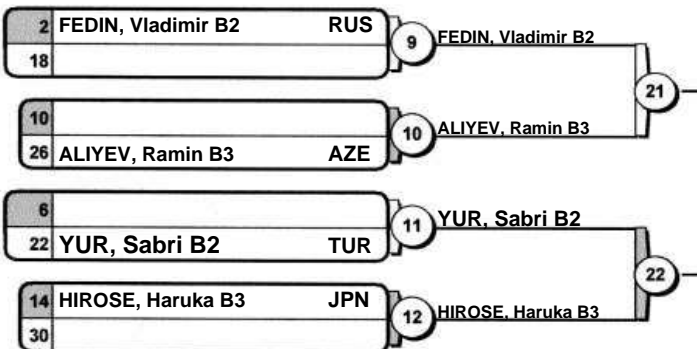 2 FEDIN, Vladimir B2 RUS
18
9 FEDIN, Vladimir B2
21
10
26 ALIYEV, Ramin B3 AZE
10 ALIYEV, Ramin B3
6
22 YUR, Sabri B2 TUR
11 YUR, Sabri B2
22
14 HIROSE, Haruka B3 JPN
30
12 HIROSE, Haruka B3